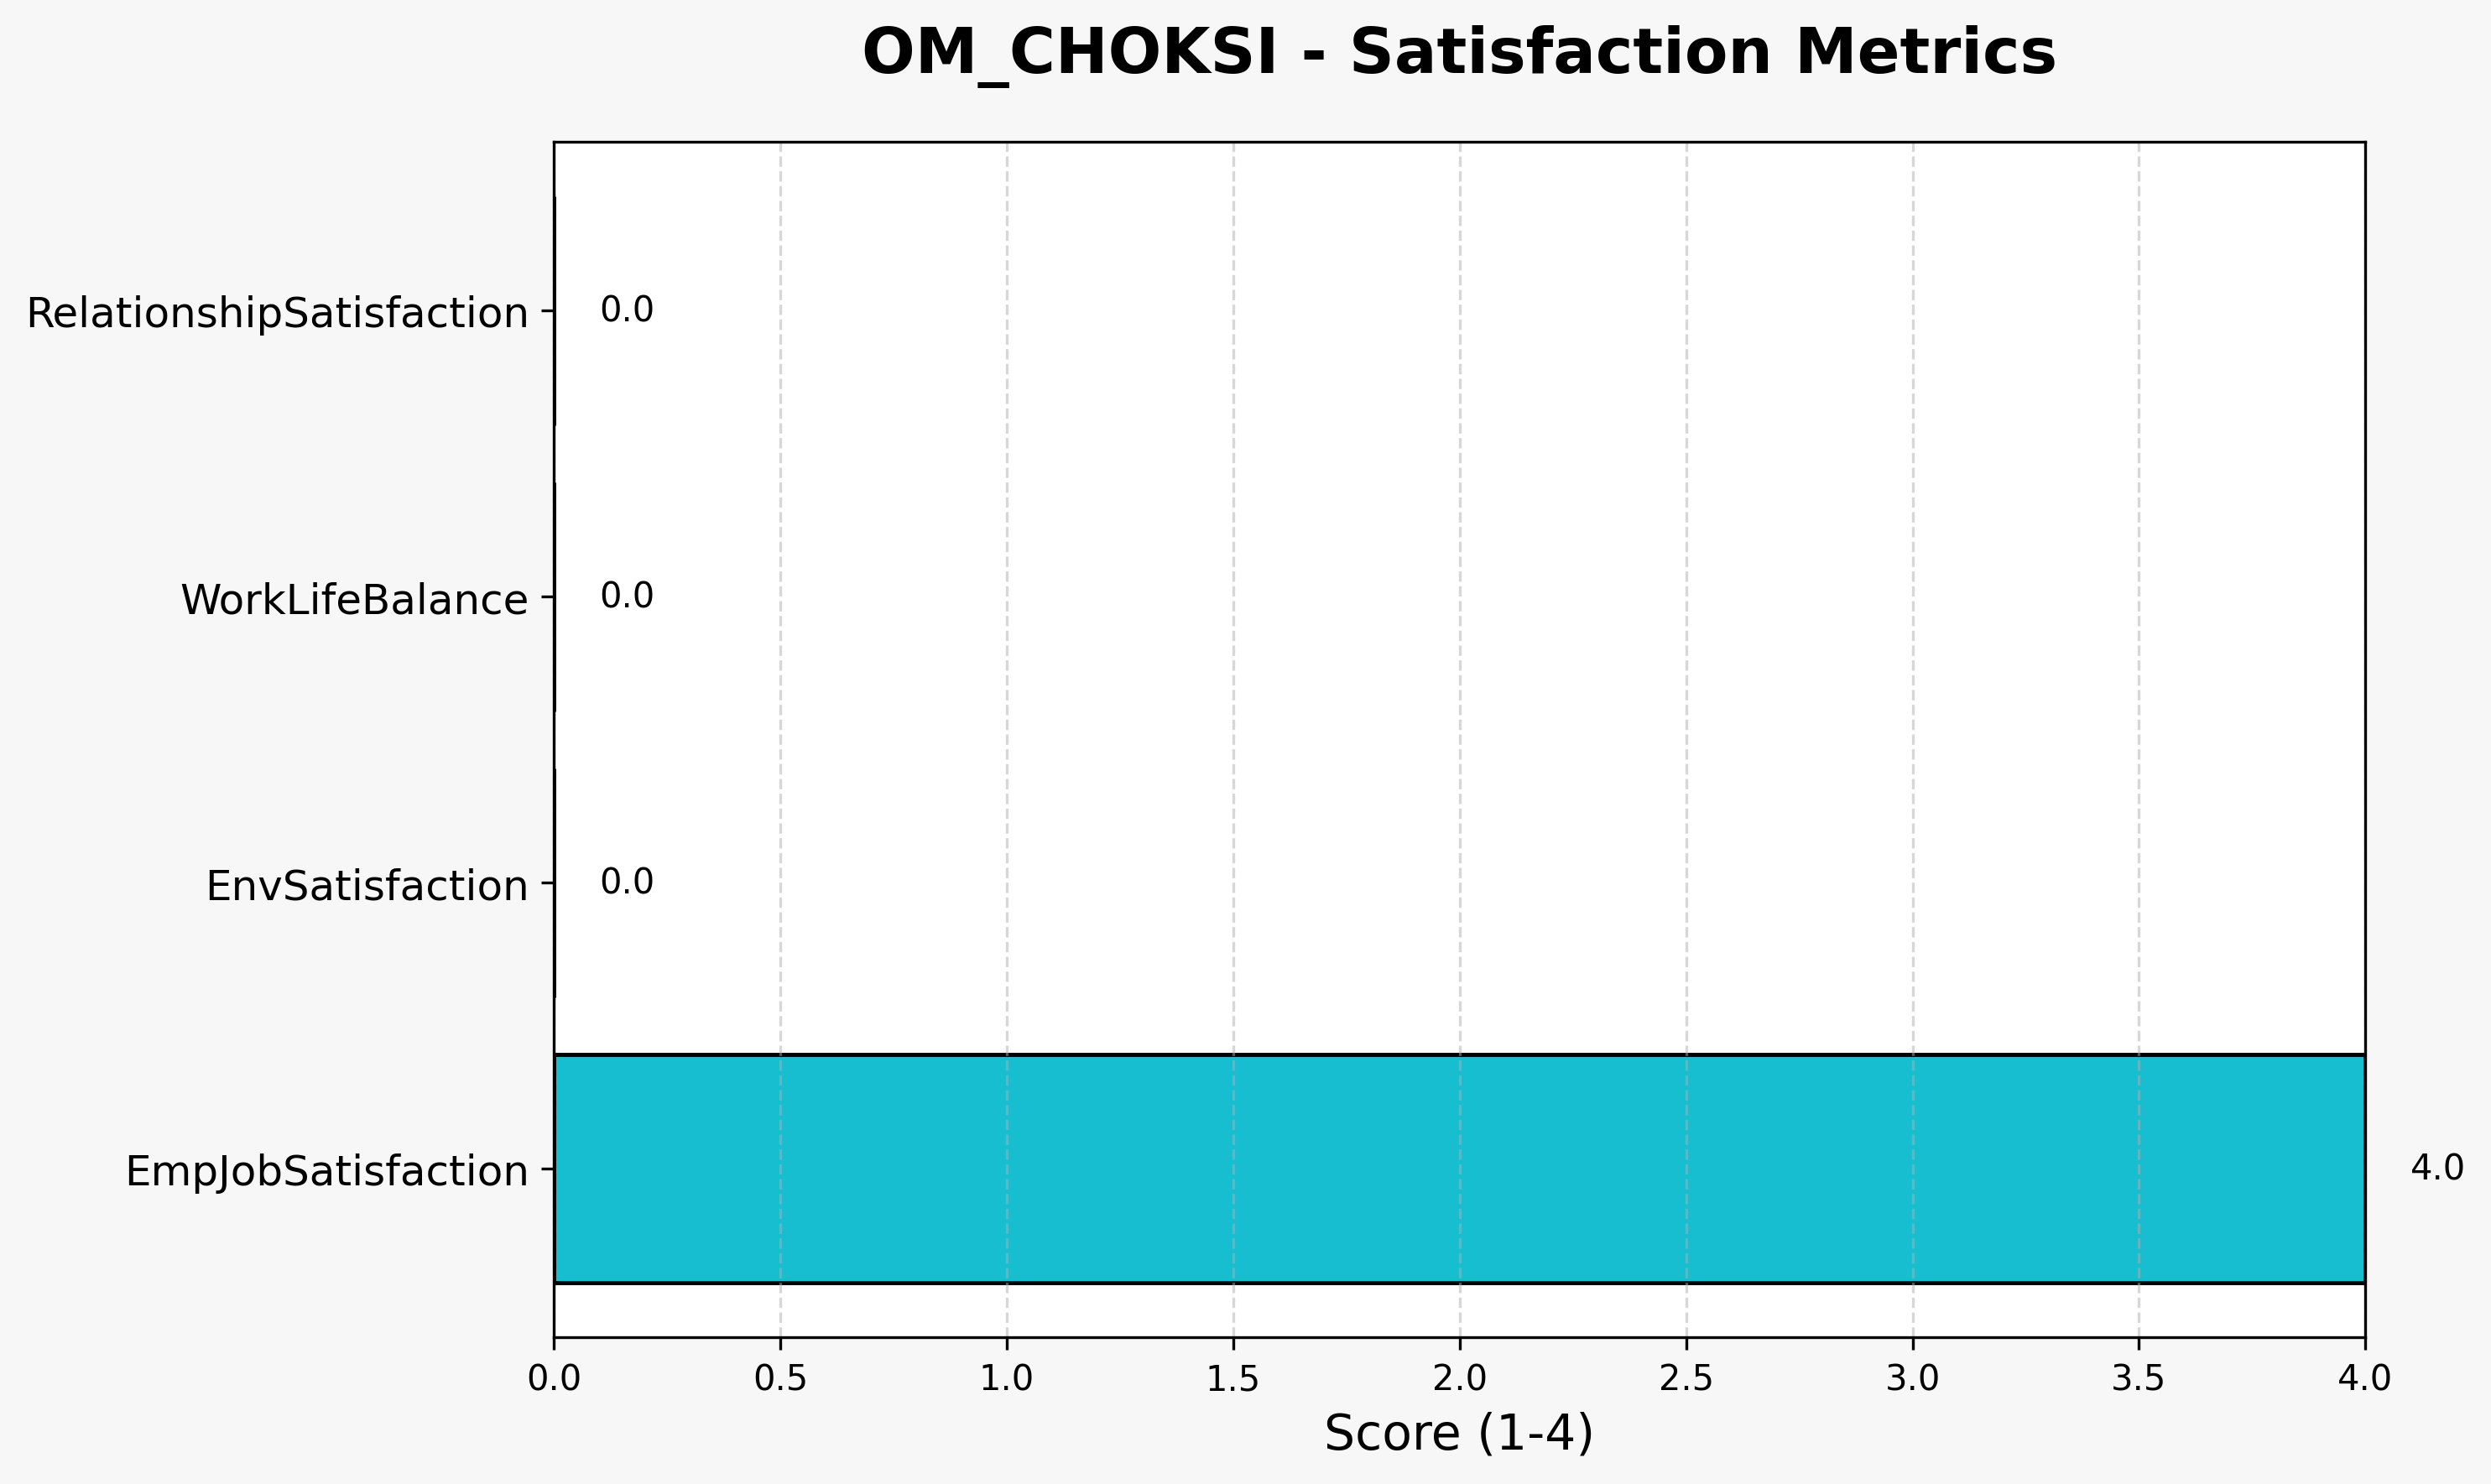 OM_CHOKSI - Satisfaction Metrics
RelationshipSatisfaction
0.0
WorkLifeBalance
0.0
EnvSatisfaction
0.0
EmpJobSatisfaction
4.0
0.0 0.5 1.0 1.5 2.0 2.5 3.0 3.5 4.0
Score (1-4)